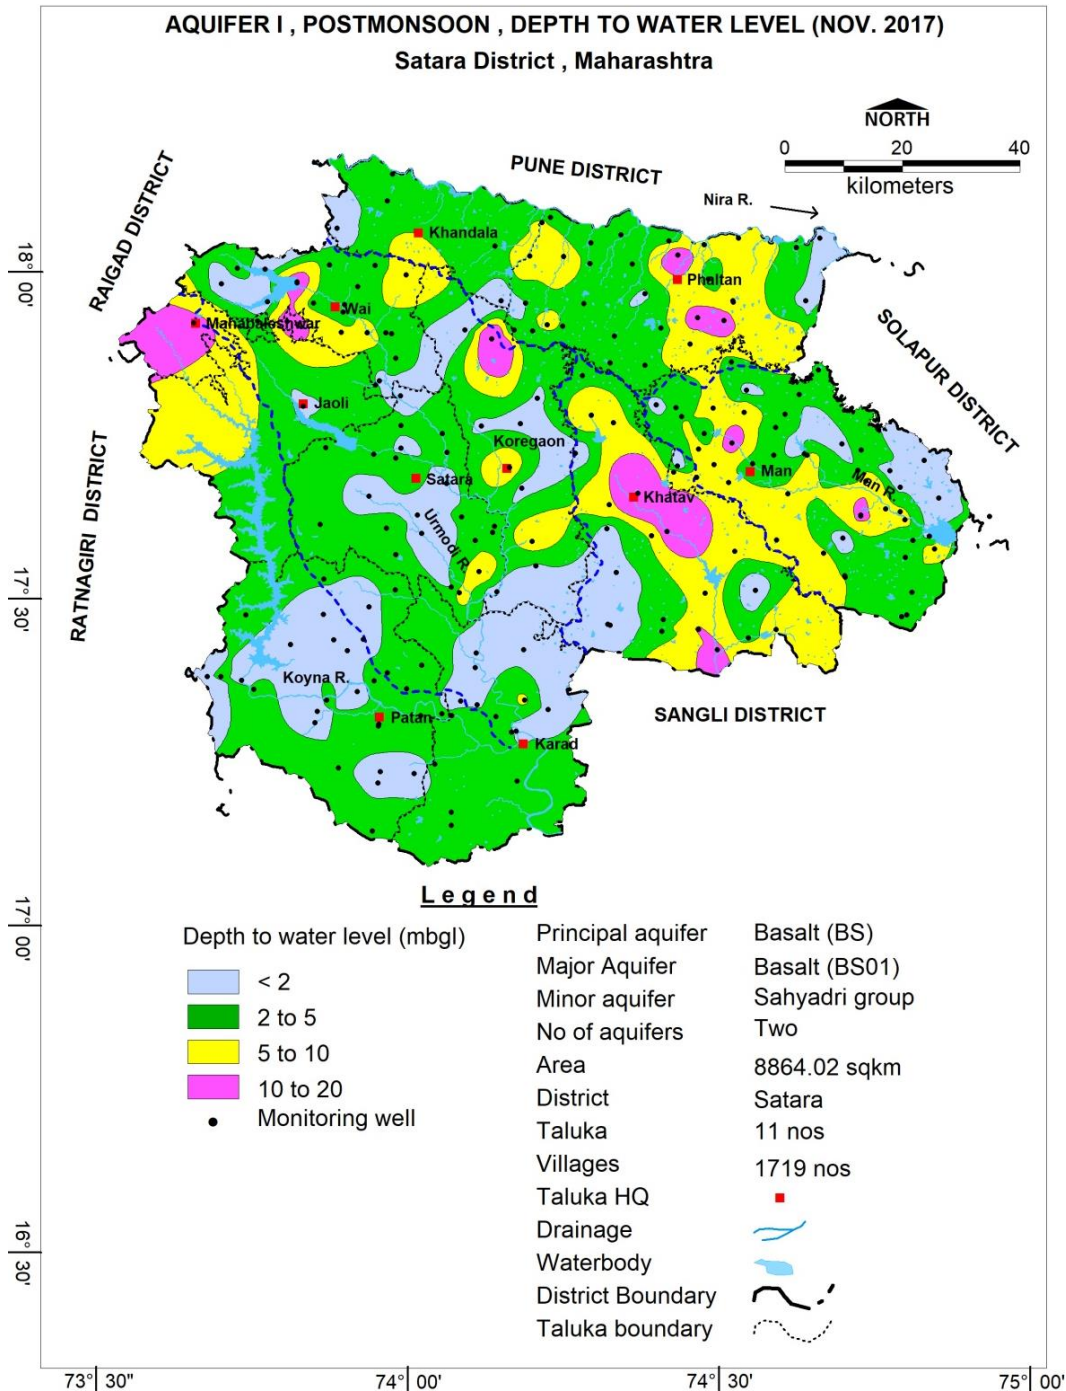 AQUIFER I , POSTMONSOON , DEPTH TO WATER LEVEL (NOV. 2017)
Satara District , Maharashtra
NORTH
0 20 40
kilometers
PUNE DISTRICT
RAIGAD DISTRICT
Nira R.
SOLAPUR DISTRICT
RATNAGIRI DISTRICT
SANGLI DISTRICT
Khandala
Phaltan
Wai
Mahabaleshwar
Jaoli
Koregaon
Satara
Man
Man R.
Khatav
Urmodi R.
Koyna R.
Patan
Karad
18° 00'
17° 30'
17° 00'
16° 30'
Legend
Depth to water level (mbgl)
< 2
2 to 5
5 to 10
10 to 20
Monitoring well
Principal aquifer Basalt (BS)
Major Aquifer Basalt (BS01)
Minor aquifer Sahyadri group
No of aquifers Two
Area 8864.02 sqkm
District Satara
Taluka 11 nos
Villages 1719 nos
Taluka HQ
Drainage
Waterbody
District Boundary
Taluka boundary
73° 30" 74° 00' 74° 30" 75° 00'